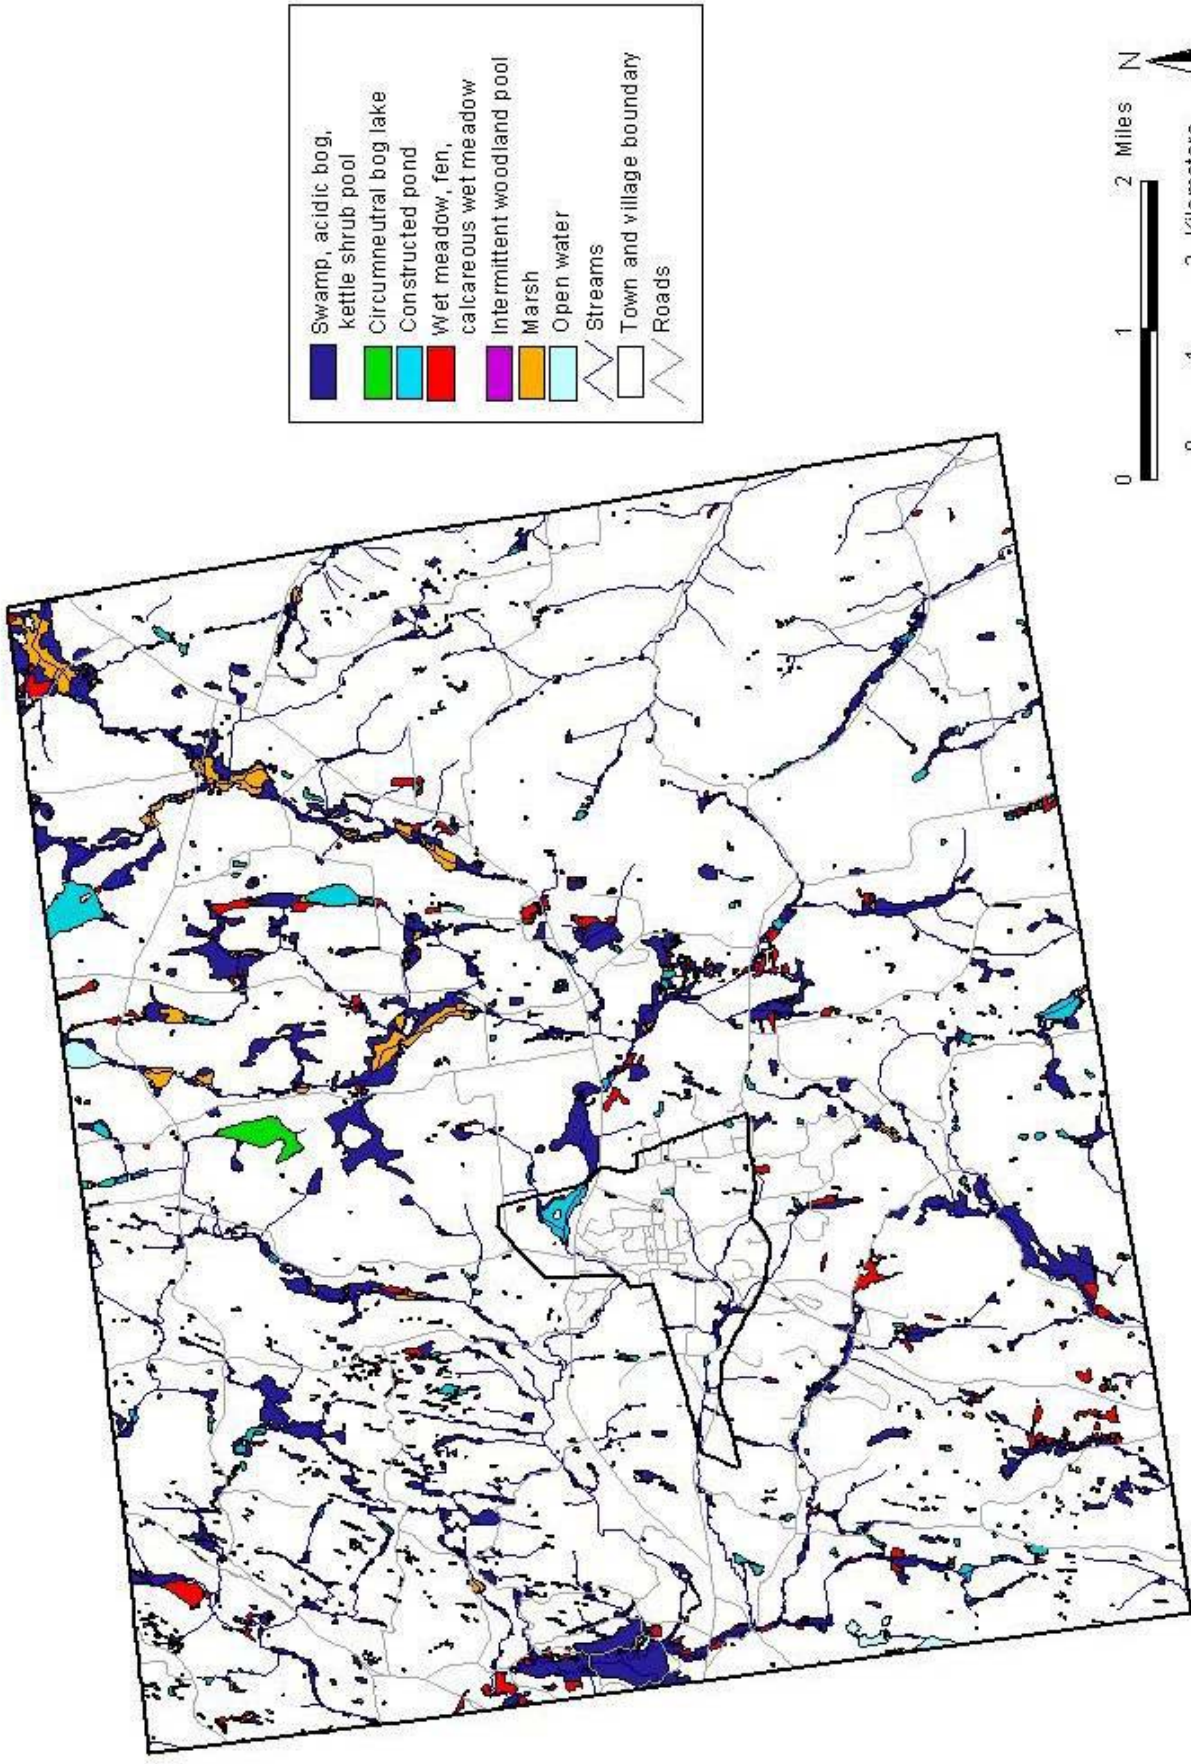 Swamp, acidic bog,
kettle shrub pool
Circumneutral bog lake
Constructed pond
Wet meadow, fen,
calcareous wet meadow
Intermittent woodland pool
Marsh
Open water
Streams
Town and village boundary
Roads
N
0 1 2 Miles